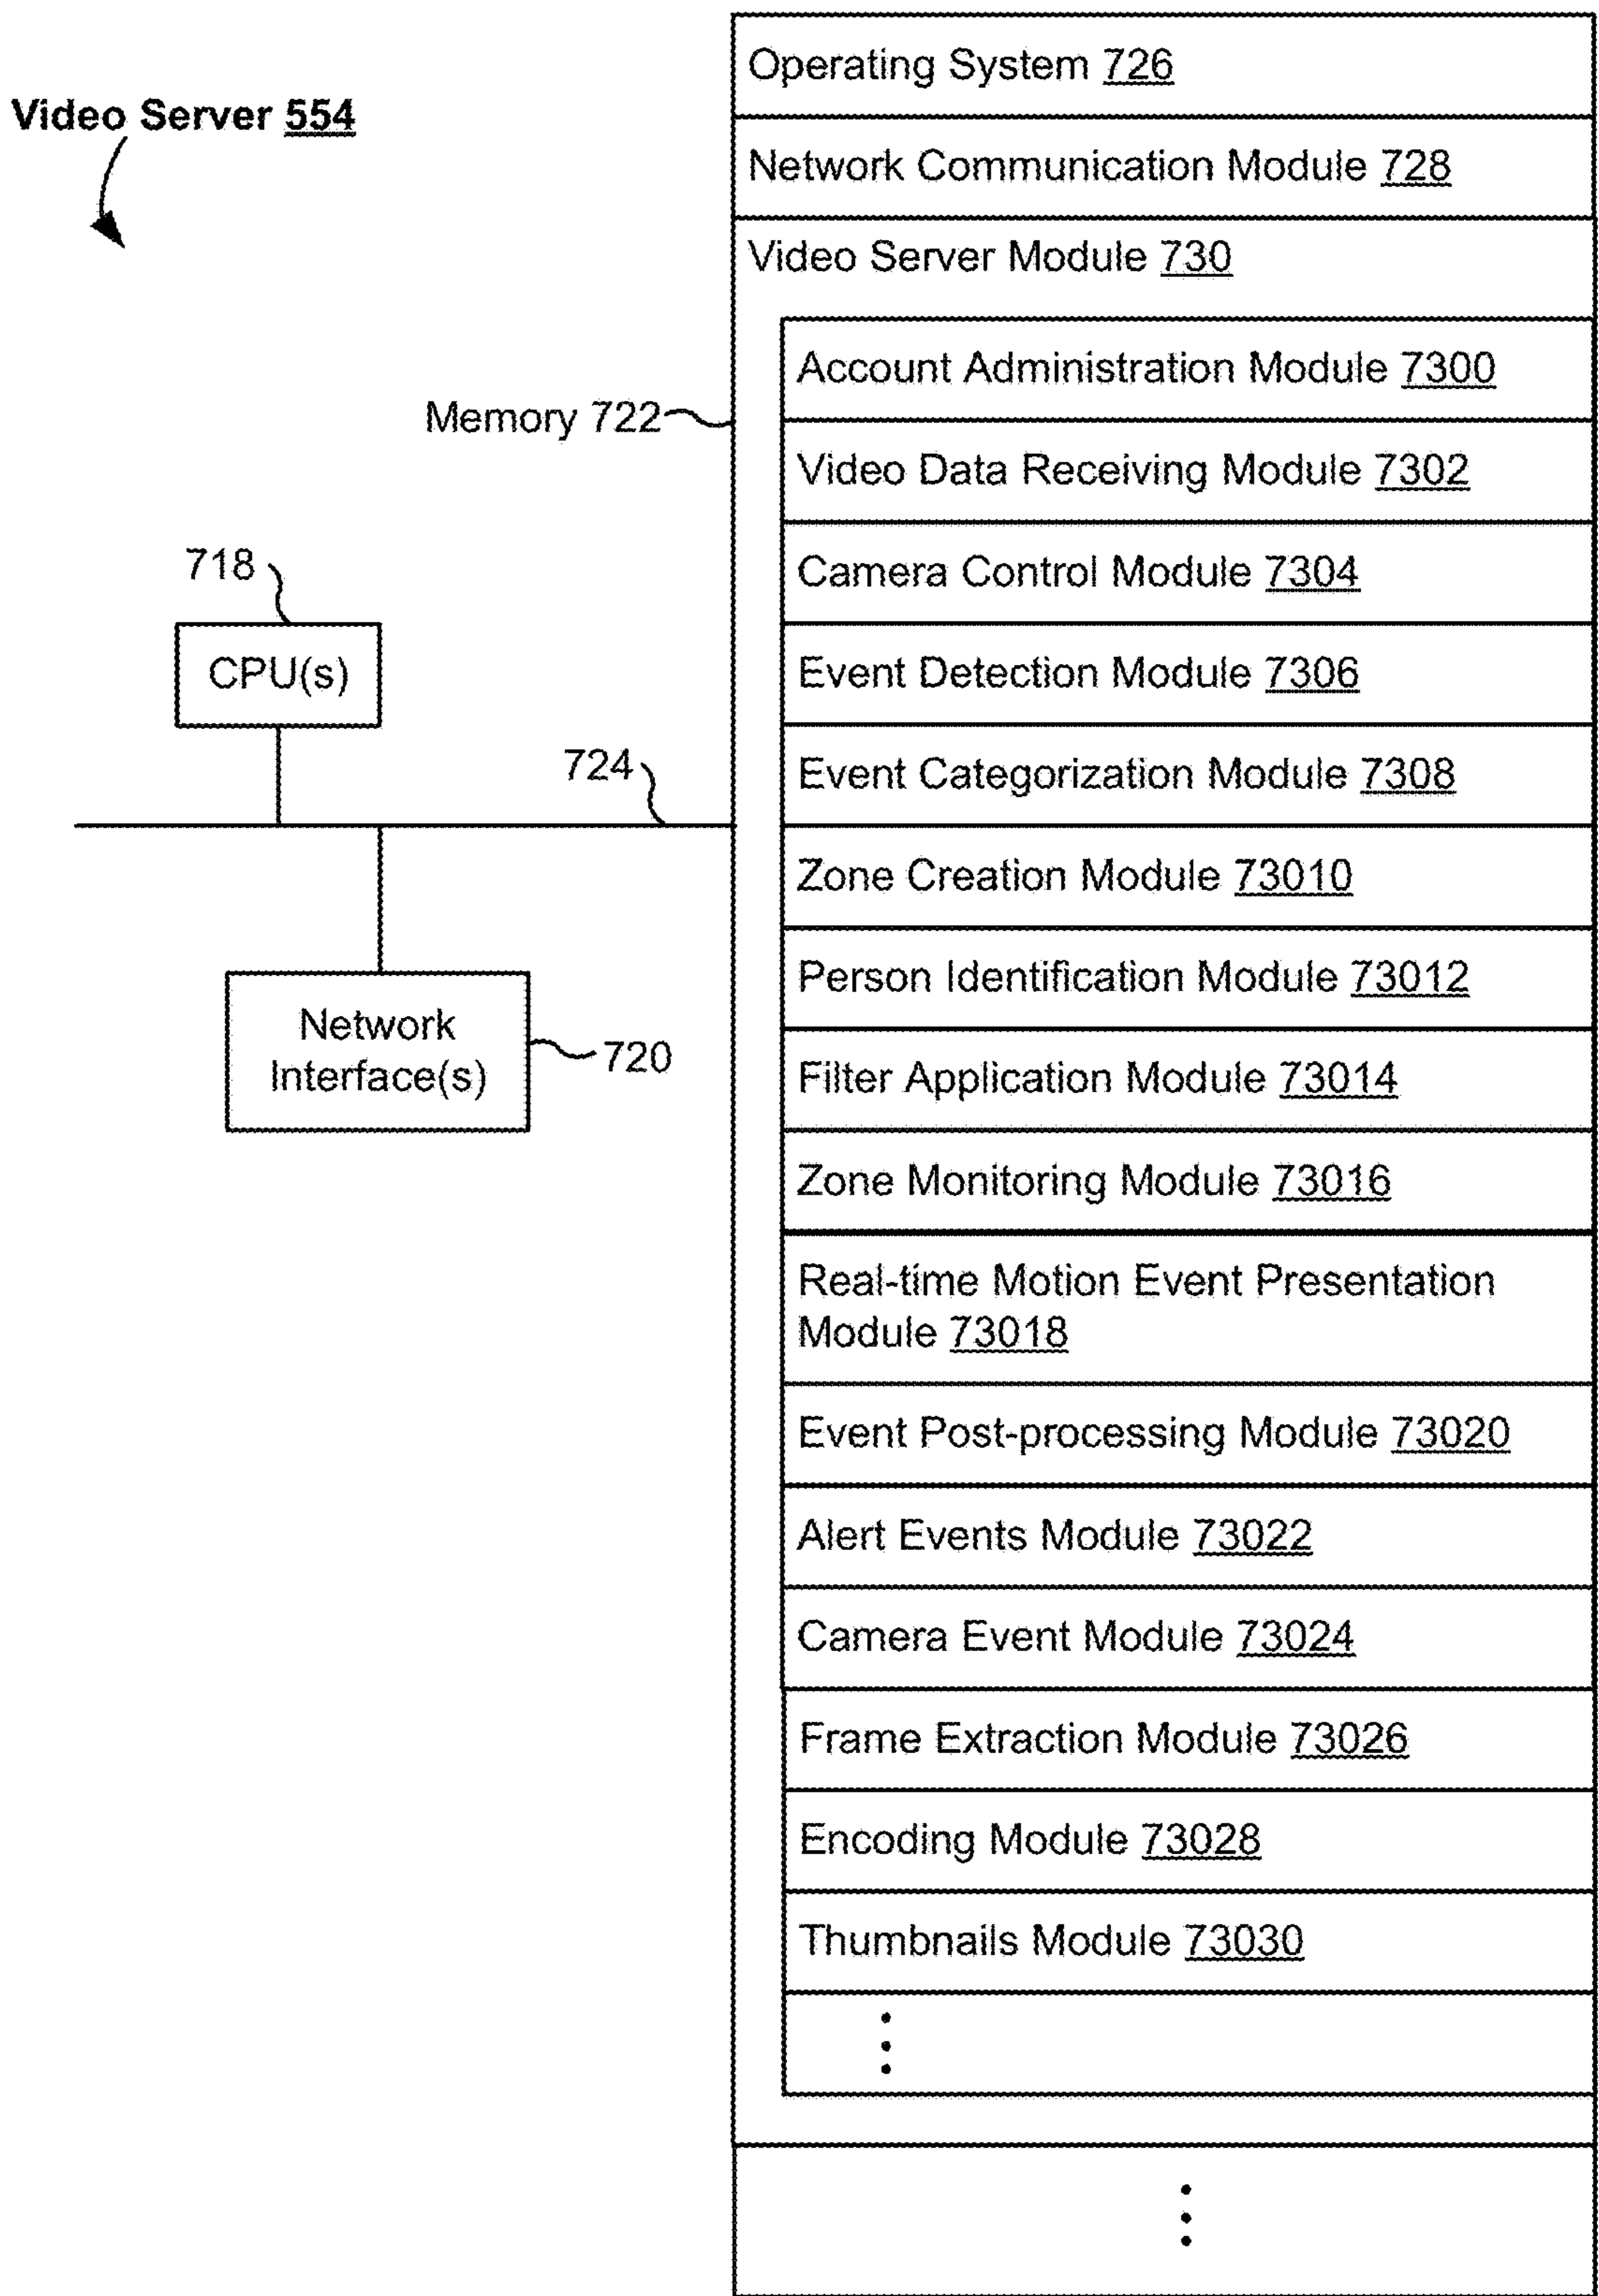 Video Server 554
Operating System 726
Network Communication Module 728
Video Server Module 730
Account Administration Module 7300
Memory 722
Video Data Receiving Module 7302
Camera Control Module 7304
718
CPU(s)
Event Detection Module 7306
724
Event Categorization Module 7308
Zone Creation Module 73010
Person Identification Module 73012
Network
Interface(s)
720
Filter Application Module 73014
Zone Monitoring Module 73016
Real-time Motion Event Presentation
Module 73018
Event Post-processing Module 73020
Alert Events Module 73022
Camera Event Module 73024
Frame Extraction Module 73026
Encoding Module 73028
Thumbnails Module 73030